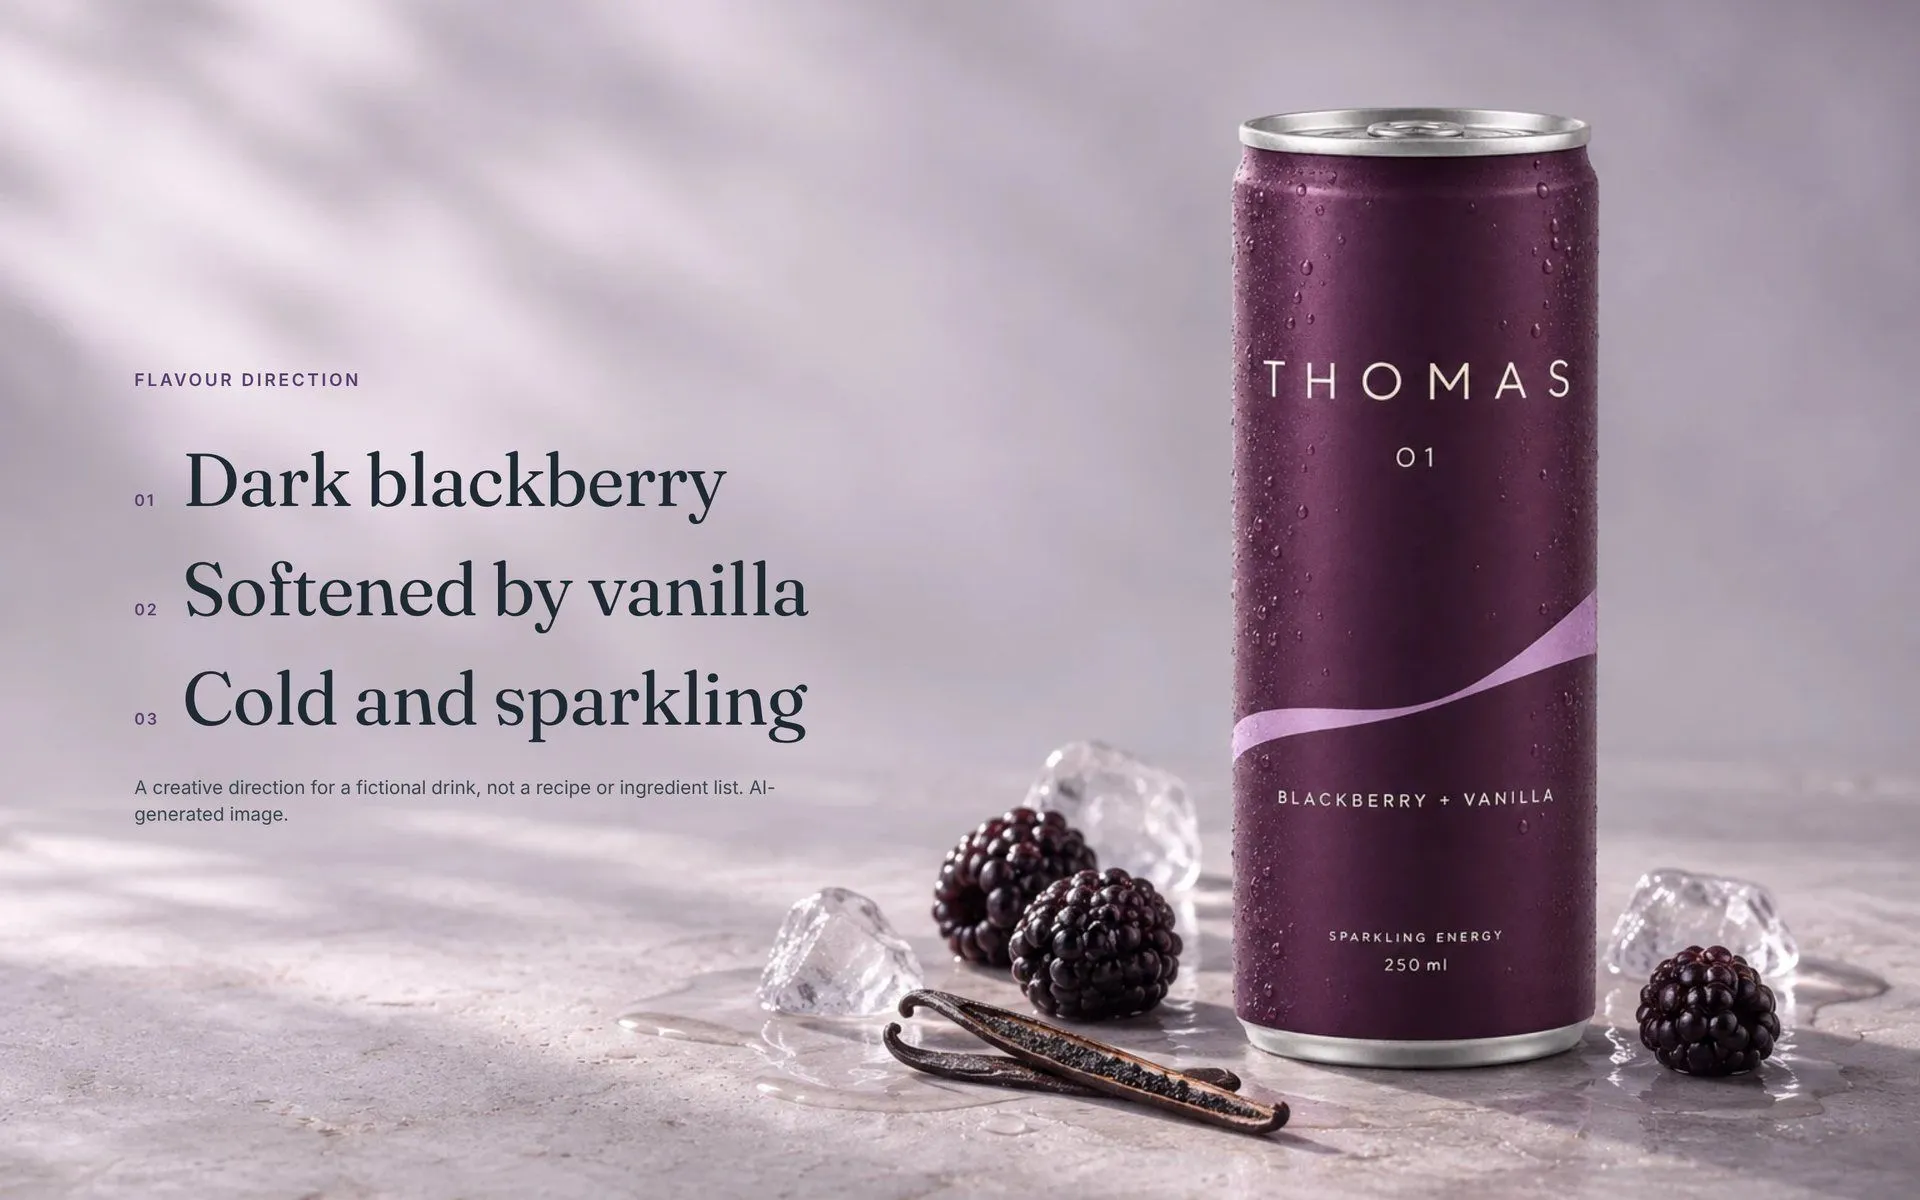 FLAVOUR DIRECTION
01 Dark blackberry
02 Softened by vanilla
03 Cold and sparkling
A creative direction for a fictional drink, not a recipe or ingredient list. AI-
generated image.
THOMAS
01
BLACKBERRY + VANILLA
SPARKLING ENERGY
250 ml